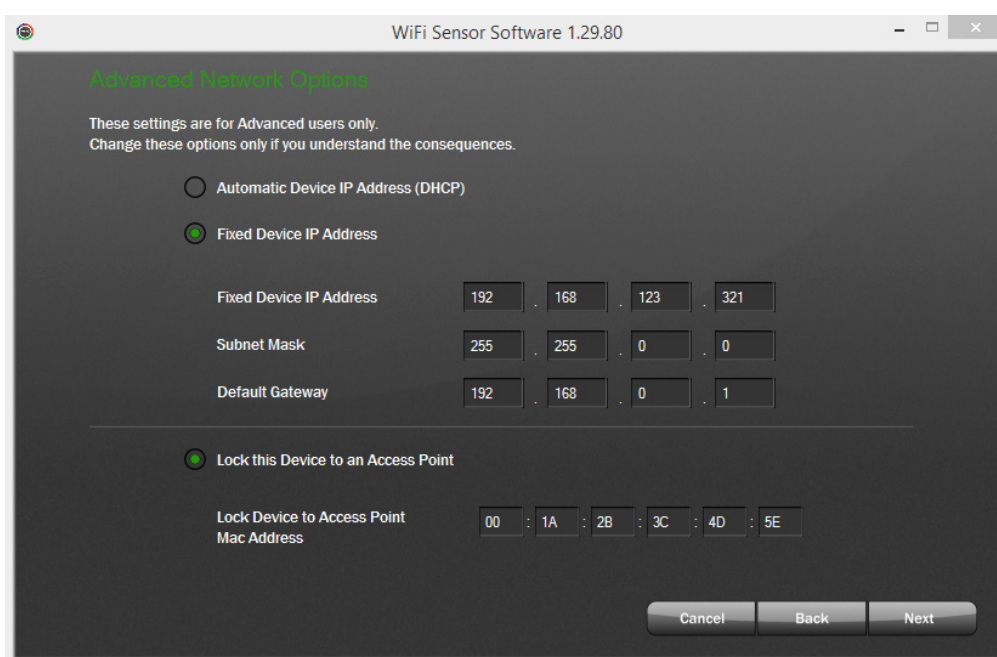 WiFi Sensor Software 1.29.80
Advanced Network Options
These settings are for Advanced users only.
Change these options only if you understand the consequences.
Automatic Device IP Address (DHCP)
Fixed Device IP Address
Fixed Device IP Address 192 . 168 . 123 . 321
Subnet Mask 255 . 255 . 0 . 0
Default Gateway 192 . 168 . 0 . 1
Lock this Device to an Access Point
Lock Device to Access Point
Mac Address 00 : 1A : 2B : 3C : 4D : 5E
Cancel Back Next